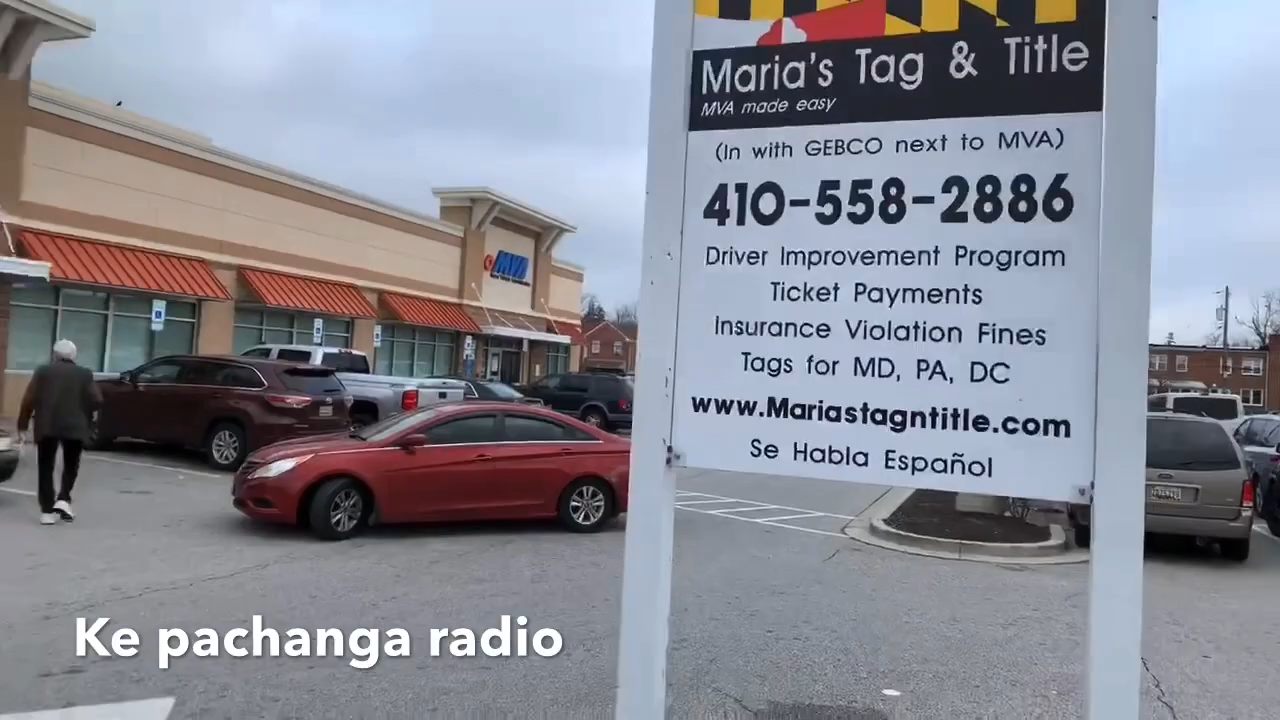 Maria's Tag & Title
MVA made easy
(In with GEBCO next to MVA)
410-558-2886
Driver Improvement Program
Ticket Payments
Insurance Violation Fines
Tags for MD, PA, DC
www.Mariastagntitle.com
Se Habla Español
MVA
Ke pachanga radio